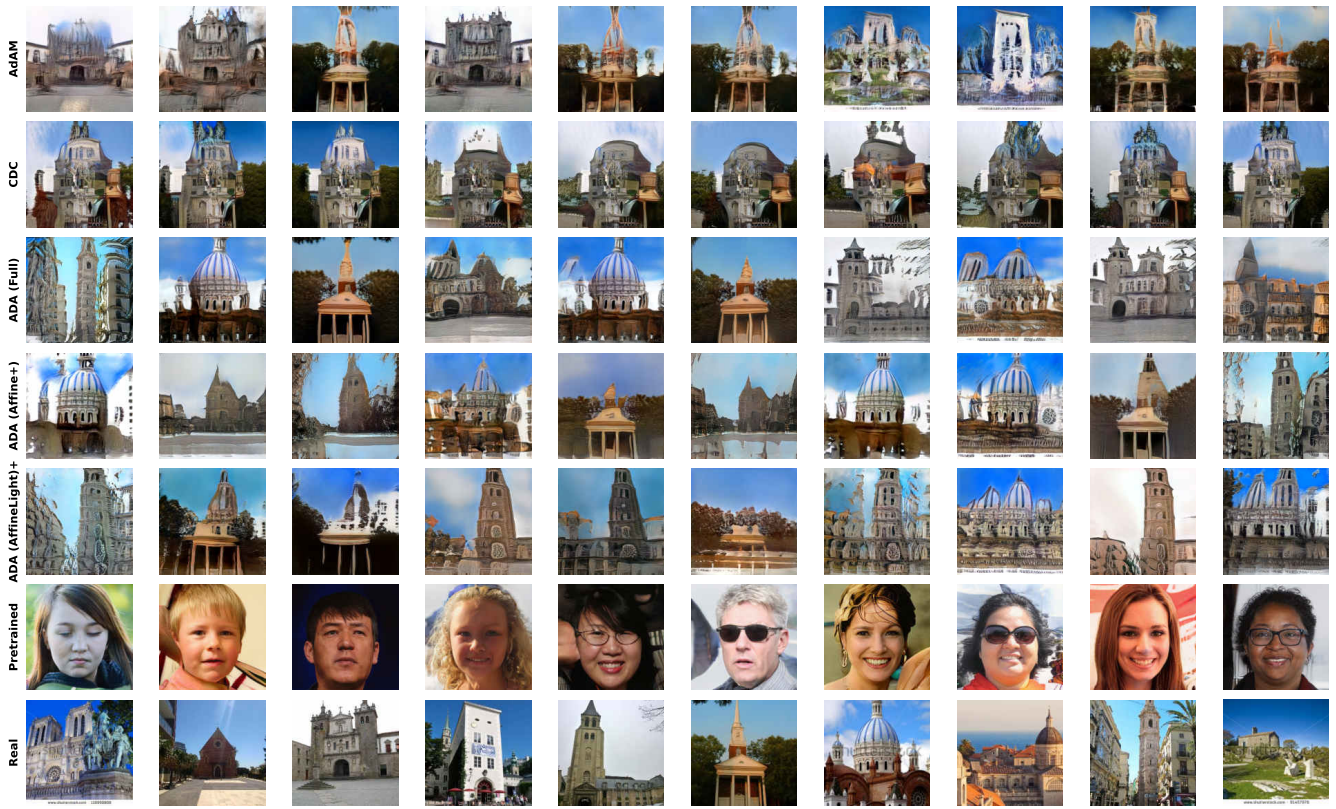 AdAM
CDC
ADA (Full)
ADA (Affine+)
ADA (AffineLight)+
Pretrained
Real